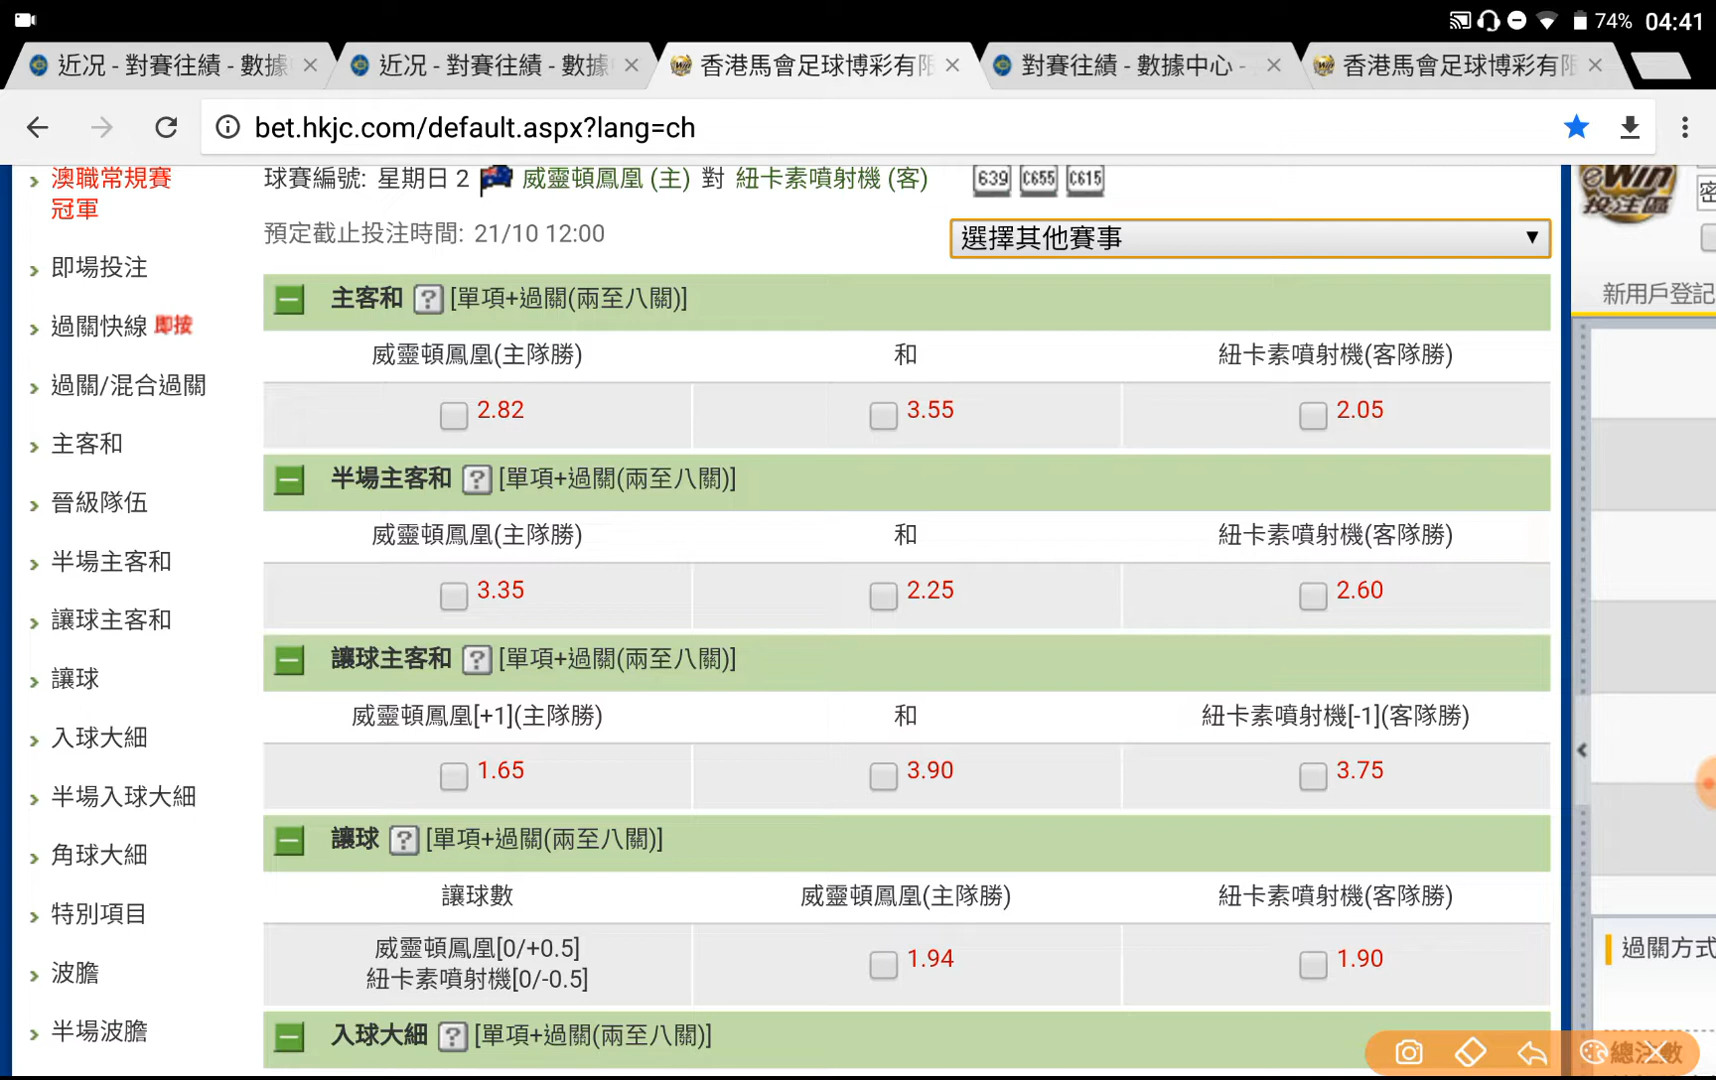 74% 04:41
近況 - 對賽往績 - 數據
近況 - 對賽往績 - 數據
香港馬會足球博彩有限
對賽往績 - 數據中心 -
香港馬會足球博彩有限
bet.hkjc.com/default.aspx?lang=ch
澳職常規賽
冠軍
即場投注
過關快線 即按
過關/混合過關
主客和
晉級隊伍
半場主客和
讓球主客和
讓球
入球大細
半場入球大細
角球大細
特別項目
波膽
半場波膽
球賽編號: 星期日 2 威靈頓鳳凰 (主) 對 紐卡素噴射機 (客) 639 C655 C615
預定截止投注時間: 21/10 12:00
選擇其他賽事
主客和 ? [單項+過關(兩至八關)]
威靈頓鳳凰(主隊勝) 和 紐卡素噴射機(客隊勝)
2.82 3.55 2.05
半場主客和 ? [單項+過關(兩至八關)]
威靈頓鳳凰(主隊勝) 和 紐卡素噴射機(客隊勝)
3.35 2.25 2.60
讓球主客和 ? [單項+過關(兩至八關)]
威靈頓鳳凰[+1](主隊勝) 和 紐卡素噴射機[-1](客隊勝)
1.65 3.90 3.75
讓球 ? [單項+過關(兩至八關)]
讓球數 威靈頓鳳凰(主隊勝) 紐卡素噴射機(客隊勝)
威靈頓鳳凰[0/+0.5]
紐卡素噴射機[0/-0.5]
1.94 1.90
入球大細 ? [單項+過關(兩至八關)]
eWin
投注區
密
新用戶登記
過關方式
總注數